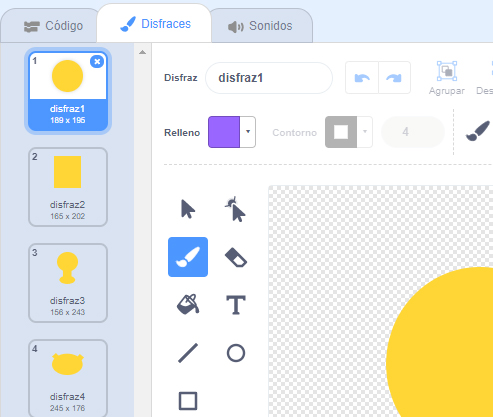 Código
Disfraces
Sonidos
1
disfraz1
189 x 195
2
disfraz2
165 x 202
3
disfraz3
156 x 243
4
disfraz4
245 x 176
Disfraz
disfraz1
Agrupar
Des
Relleno
Contorno
4
T